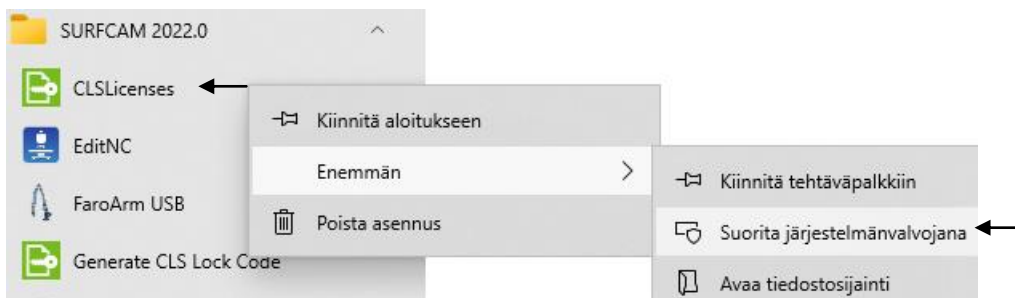 SURFCAM 2022.0
CLSLicenses
EditNC
FaroArm USB
Generate CLS Lock Code
Kiinnitä aloitukseen
Enemmän
Poista asennus
Kiinnitä tehtäväpalkkiin
Suorita järjestelmänvalvojana
Avaa tiedostosijainti